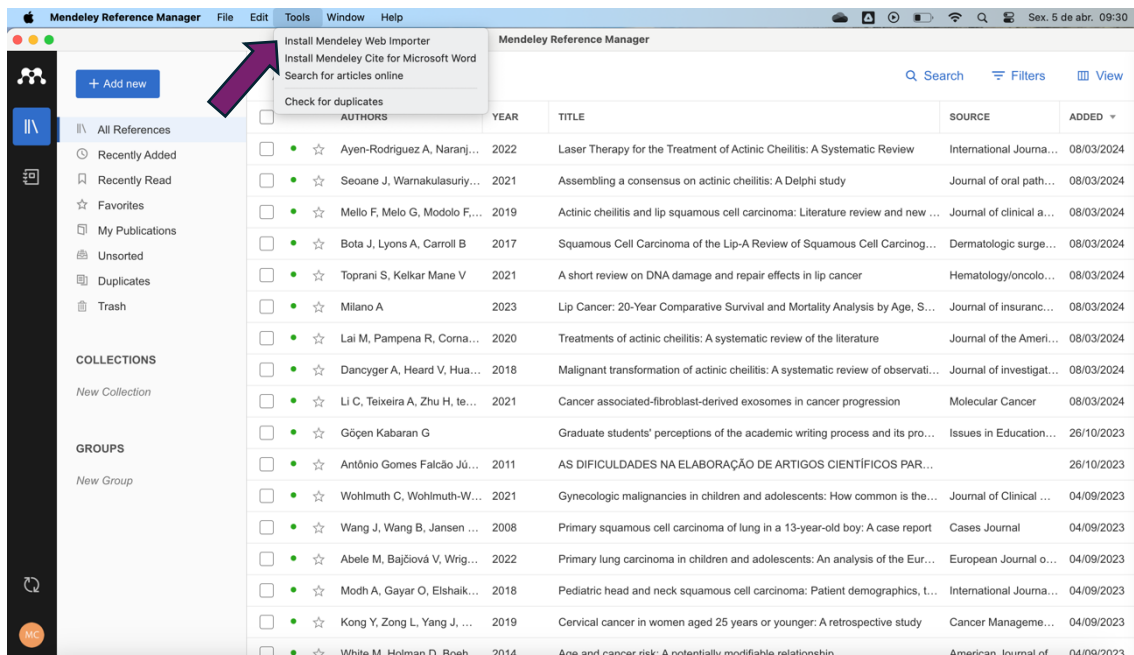 Mendeley Reference Manager File Edit Tools Window Help Sex. 5 de abr. 09:30
Mendeley Reference Manager
Install Mendeley Web Importer
Install Mendeley Cite for Microsoft Word
Search for articles online
Check for duplicates
+ Add new
All References
Recently Added
Recently Read
Favorites
My Publications
Unsorted
Duplicates
Trash
COLLECTIONS
New Collection
GROUPS
New Group
MC
Search Filters View
AUTHORS YEAR TITLE SOURCE ADDED
Ayen-Rodriguez A, Naranj... 2022 Laser Therapy for the Treatment of Actinic Cheilitis: A Systematic Review International Journa... 08/03/2024
Seoane J, Warnakulasuriy... 2021 Assembling a consensus on actinic cheilitis: A Delphi study Journal of oral path... 08/03/2024
Mello F, Melo G, Modolo F,... 2019 Actinic cheilitis and lip squamous cell carcinoma: Literature review and new ... Journal of clinical a... 08/03/2024
Bota J, Lyons A, Carroll B 2017 Squamous Cell Carcinoma of the Lip-A Review of Squamous Cell Carcinog... Dermatologic surge... 08/03/2024
Toprani S, Kelkar Mane V 2021 A short review on DNA damage and repair effects in lip cancer Hematology/oncolo... 08/03/2024
Milano A 2023 Lip Cancer: 20-Year Comparative Survival and Mortality Analysis by Age, S... Journal of insuranc... 08/03/2024
Lai M, Pampena R, Corna... 2020 Treatments of actinic cheilitis: A systematic review of the literature Journal of the Ameri... 08/03/2024
Dancyger A, Heard V, Hua... 2018 Malignant transformation of actinic cheilitis: A systematic review of observati... Journal of investigat... 08/03/2024
Li C, Teixeira A, Zhu H, te... 2021 Cancer associated-fibroblast-derived exosomes in cancer progression Molecular Cancer 08/03/2024
Göçen Kabaran G Graduate students' perceptions of the academic writing process and its pro... Issues in Education... 26/10/2023
Antônio Gomes Falcão Jú... 2011 AS DIFICULDADES NA ELABORAÇÃO DE ARTIGOS CIENTÍFICOS PAR... 26/10/2023
Wohlmuth C, Wohlmuth-W... 2021 Gynecologic malignancies in children and adolescents: How common is the... Journal of Clinical ... 04/09/2023
Wang J, Wang B, Jansen ... 2008 Primary squamous cell carcinoma of lung in a 13-year-old boy: A case report Cases Journal 04/09/2023
Abele M, Bajčiová V, Wrig... 2022 Primary lung carcinoma in children and adolescents: An analysis of the Eur... European Journal o... 04/09/2023
Modh A, Gayar O, Elshaik... 2018 Pediatric head and neck squamous cell carcinoma: Patient demographics, t... International Journa... 04/09/2023
Kong Y, Zong L, Yang J, ... 2019 Cervical cancer in women aged 25 years or younger: A retrospective study Cancer Manageme... 04/09/2023
White M, Holman D, Boeh... 2014 Age and cancer risk: A potentially modifiable relationship American Journal of... 04/09/2023